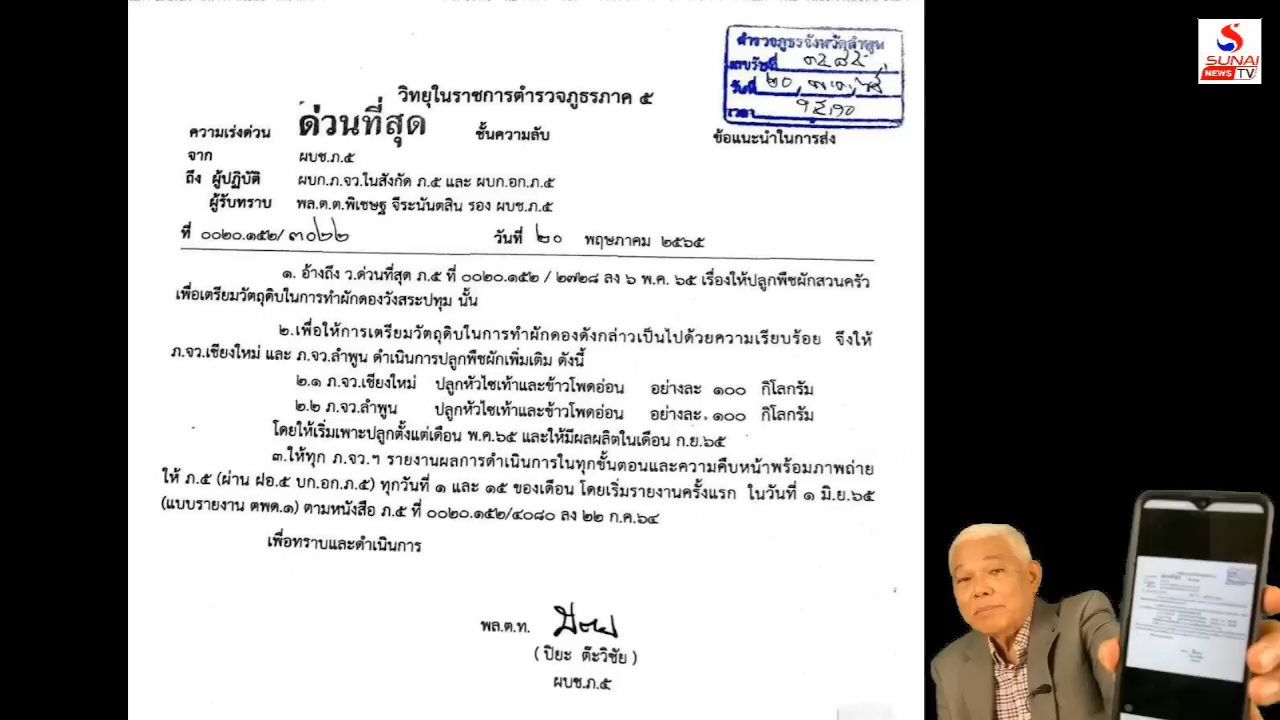 ตำรวจภูธรจังหวัดลำพูน
เลขรับที่ ๓๒๘๕
วันที่ ๒๐, พ.ค., ๖๕
เวลา
SUNAI
NEWS TV
วิทยุในราชการตำรวจภูธรภาค ๕
ความเร่งด่วน ด่วนที่สุด ชั้นความลับ ข้อแนะนำในการส่ง
จาก ผบช.ภ.๕
ถึง ผู้ปฏิบัติ ผบก.ภ.จว.ในสังกัด ภ.๕ และ ผบก.อก.ภ.๕
ผู้รับทราบ พล.ต.ต.พิเชษฐ จีระนันตสิน รอง ผบช.ภ.๕
ที่ ๐๐๒๐.๑๕๒/๓๐๒๒ วันที่ ๒๐ พฤษภาคม ๒๕๖๕
๑. อ้างถึง ว.ด่วนที่สุด ภ.๕ ที่ ๐๐๒๐.๑๕๒ / ๒๗๒๘ ลง ๖ พ.ค. ๖๕ เรื่องให้ปลูกพืชผักสวนครัว
เพื่อเตรียมวัตถุดิบในการทำผักดองวังสระปทุม นั้น
๒.เพื่อให้การเตรียมวัตถุดิบในการทำผักดองดังกล่าวเป็นไปด้วยความเรียบร้อย จึงให้
ภ.จว.เชียงใหม่ และ ภ.จว.ลำพูน ดำเนินการปลูกพืชผักเพิ่มเติม ดังนี้
๒.๑ ภ.จว.เชียงใหม่ ปลูกหัวไชเท้าและข้าวโพดอ่อน อย่างละ ๑๐๐ กิโลกรัม
๒.๒ ภ.จว.ลำพูน ปลูกหัวไชเท้าและข้าวโพดอ่อน อย่างละ ๑๐๐ กิโลกรัม
โดยให้เริ่มเพาะปลูกตั้งแต่เดือน พ.ค.๖๕ และให้มีผลผลิตในเดือน ก.ย.๖๕
๓.ให้ทุก ภ.จว.ฯ รายงานผลการดำเนินการในทุกขั้นตอนและความคืบหน้าพร้อมภาพถ่าย
ให้ ภ.๕ (ผ่าน ฝอ.๕ บก.อก.ภ.๕) ทุกวันที่ ๑ และ ๑๕ ของเดือน โดยเริ่มรายงานครั้งแรก ในวันที่ ๑ มิ.ย.๖๕
(แบบรายงาน ตพด.๑) ตามหนังสือ ภ.๕ ที่ ๐๐๒๐.๑๕๒/๔๐๘๐ ลง ๒๒ ก.ค.๖๔
เพื่อทราบและดำเนินการ
พล.ต.ท.
( ปิยะ ต๊ะวิชัย )
ผบช.ภ.๕